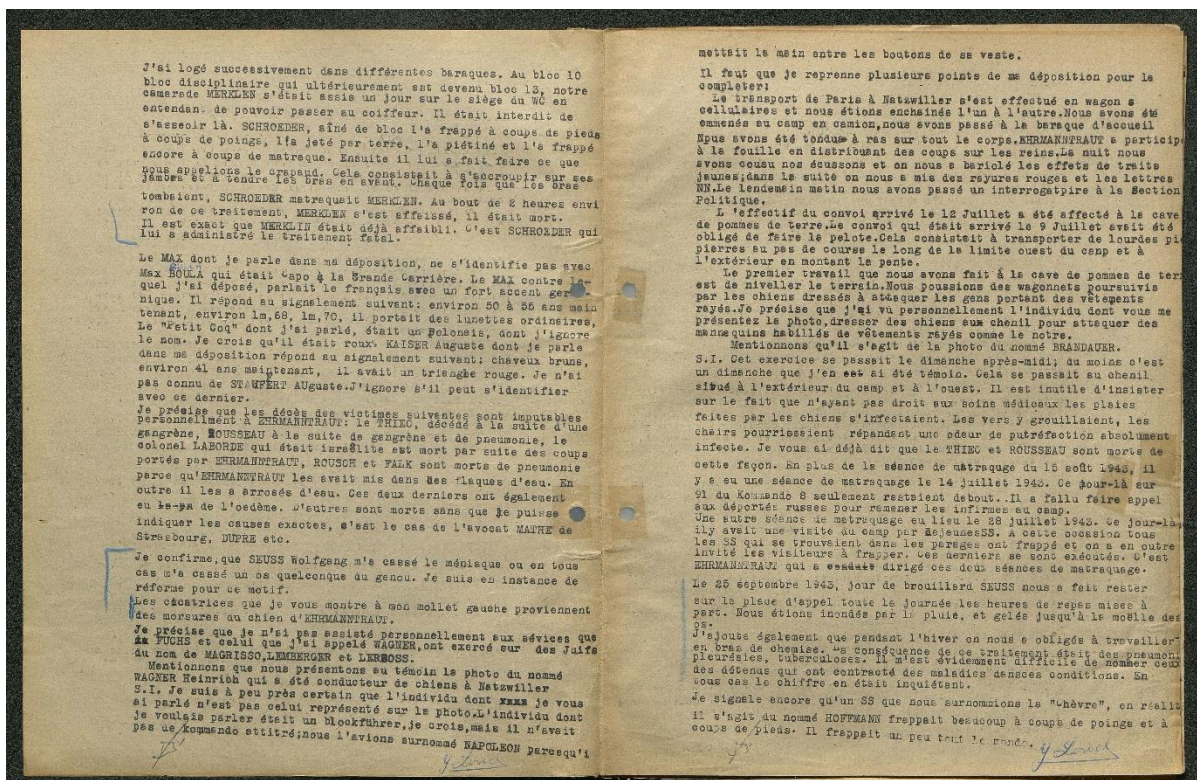 J'ai logé successivement dans différentes baraques. Au bloc 10
bloc disciplinaire qui ultérieurement est devenu bloc 13, notre
camarade MERKLEN s'était assis un jour sur le siège du WC en
entendant de pouvoir passer au coiffeur. Il était interdit de
s'asseoir là. SCHROEDER, aîné de bloc l'a frappé à coups de pieds
à coups de poings, l'a jeté par terre, l'a piétiné et l'a frappé
encore à coups de matraque. Ensuite il lui a fait faire ce que
nous appelions le crapaud. Cela consistait à s'accroupir sur ses
jambes et à tendre les bras en avant. Chaque fois que les bras
tombaient, SCHROEDER matraquait MERKLEN. Au bout de 2 heures envi
ron de ce traitement, MERKLEN s'est affaissé, il était mort.
Il est exact que MERKLIN était déjà affaibli. C'est SCHROEDER qui
lui a administré le traitement fatal.
Le MAX dont je parle dans ma déposition, ne s'identifie pas avec
Max BOULA qui était Capo à la Grande Carrière. Le MAX contre le-
quel j'ai déposé, parlait le français avec un fort accent ger
nique. Il répond au signalement suivant: environ 50 à 55 ans main
tenant, environ 1m,68, 1m,70, il portait des lunettes ordinaires,
Le "Petit Coq" dont j'ai parlé, était un Polonais, dont j'ignore
le nom. Je crois qu'il était roux. KAISER Auguste dont je parle
dans ma déposition répond au signalement suivant: chaveux bruns,
environ 41 ans maintenant, il avait un triangle rouge. Je n'ai
pas connu de STAUFERT AUguste.J'ignore s'il peut s'identifier
avec ce dernier.
Je précise que les décès des victimes suivantes sont imputables
personnellment à EHRMANNTRAUT: le THIEC, décédé à la suite d'une
gangrène, ROUSSEAU à la suite de gangrène et de pneumonie, le
colonel LABORDE qui était israëlite est mort par suite des coups
portés par EHRMANNTRAUT, ROUSCH et FALK sont morts de pneumonie
parce qu'EHRMANNTRAUT les avait mis dans des flaques d'eau. En
outre il les a arrosés d'eau. Ces deux derniers ont également
eu de l'oedème. D'autres sont morts sans que je puisse
indiquer les causes exactes, c'est le cas de l'avocat MATHE de
Strasbourg, DUPRE etc.
Je confirme,que SEUSS Wolfgang m'a cassé le ménisque ou en tous
cas m'a cassé un os quelconque du genou. Je suis en instance de
réforme pour ce motif.
Les cicatrices que je vous montre à mon mollet gauche proviennent
des morsures du chien d'EHRMANNTRAUT.
Je précise que je n'ai pas assisté personnellement aux sévices que
FUCHS et celui que j'si appelé WAGNER,ont exercé sur des Juifs
du nom de MAGRISSO,LEMBERGER et LERBOSS.
Mentionnons que nous présentons au témoin la photo du nommé
WAGNER Heinrich qui a été conducteur de chiens à Natzwiller
S.I. Je suis à peu près certain que l'individu dont je vous
ai parlé n'est pas celui représenté sur la photo.L'individu dont
je voulais parler était un blockführer,je crois,mais il n'avait
pas de kommando attitré;nous l'avions surnommé NAPOLEON parcequ'i
mettait la main entre les boutons de sa veste.
Il faut que je reprenne plusieurs points de ma déposition pour le
completer:
Le transport de Paris à Natzwiller s'est effectué en wagon s
cellulaires et nous étions enchainés l'un à l'autre.Nous avons été
emmenés au camp en camion,nous avons passé à la baraque d'accueil
Npus avons été tondus à ras sur tout le corps.EHRMANNTRAUT a particip
à la fouille en distribuant des coups sur les reins.La nuit nous
avons cousu nos écussons et on nous a bariolé les effets de traits
jaunes;dans la suite on nous a mis des rayures rouges et les lettres
NN.Le lendemain matin nous avons passé un interrogatpire à la Section
Politique.
L 'effectif du convoi arrivé le 12 Juillet a été affecté à la cave
de pommes de terre.Le convoi qui était arrivé le 9 Juillet avait été
obligé de faire la pelote.Cela consistait à transporter de lourdes pi
pierres au pas de course le long de la limite ouest du camp et à
l'extérieur en montant la pente.
Le premier travail que nous avons fait à la cave de pommes de ter
est de niveller le terrain.Nous poussions des wagonnets poursuivis
par les chiens dressés à attaquer les gens portant des vêtements
rayés.Je précise que j'ai vu personnellement l'individu dont vous me
présentez la photo,dresser des chiens aux chenil pour attaquer des
mannequins habillés de vêtements rayés comme le notre.
Mentionnons qu'il s'agit de la photo du nommé BRANDAUER.
S.I. Cet exercice se passait le dimanche après-midi; du moins c'est
un dimanche que j'en est ai été témoin. Cela se passait au chenil
situé à l'extérieur du camp et à l'ouest. Il est inutile d'insister
sur le fait que n'ayant pas droit aux soins médicaux les plaies
faites par les chiens s'infectaient. Les vers y grouillaient, les
chairs pourrissaient répandant une odeur de putréfaction absolument
infecte. Je vous ai déjà dit que le THIEC et ROUSSEAU sont morts de
cette façon. En plus de la séance de matraquge du 15 août 1943, il
y a eu une séance de matraquage le 14 juillet 1943. Ce jour-là sur
91 du Kommando 8 seulement restaient debout..Il a fallu faire appel
aux déportés russes pour ramener les infirmes au camp.
Une autre séance de matraquage eu lieu le 28 juillet 1943. Ce jour-là
ily avait une visite du camp par dejeunesSS. A cette occasion tous
les SS qui se trouvaient dans les parages ont frappé et on a en outre
invité les visiteurs à frapper. Ces derniers se sont exécutés. C'est
EHRMANNTRAUT qui a conduit dirigé ces deux séances de matraquage.
Le 25 septembre 1943, jour de brouillard SEUSS nous a fait rester
sur la place d'appel toute la journée les heures de repas mises à
part. Nous étions inondés par la pluie, et gelés jusqu'à la moëlle des
os.
J'ajoute également que pendant l'hiver on nous a obligés à travailler
en bras de chemise. La conséquence de ce traitement était des pneumoni
pleurésies, tuberculoses. Il m'est évidemment difficile de nommer ceux
des détenus qui ont contracté des maladies dansces conditions. En
tous cas le chiffre en était inquiétant.
Je signale encore qu'un SS que nous surnommions la "Chèvre", en réalit
il s'agit du nommé HOFFMANN frappait beaucoup à coups de poings et à
coups de pieds. Il frappait un peu tout le monde.